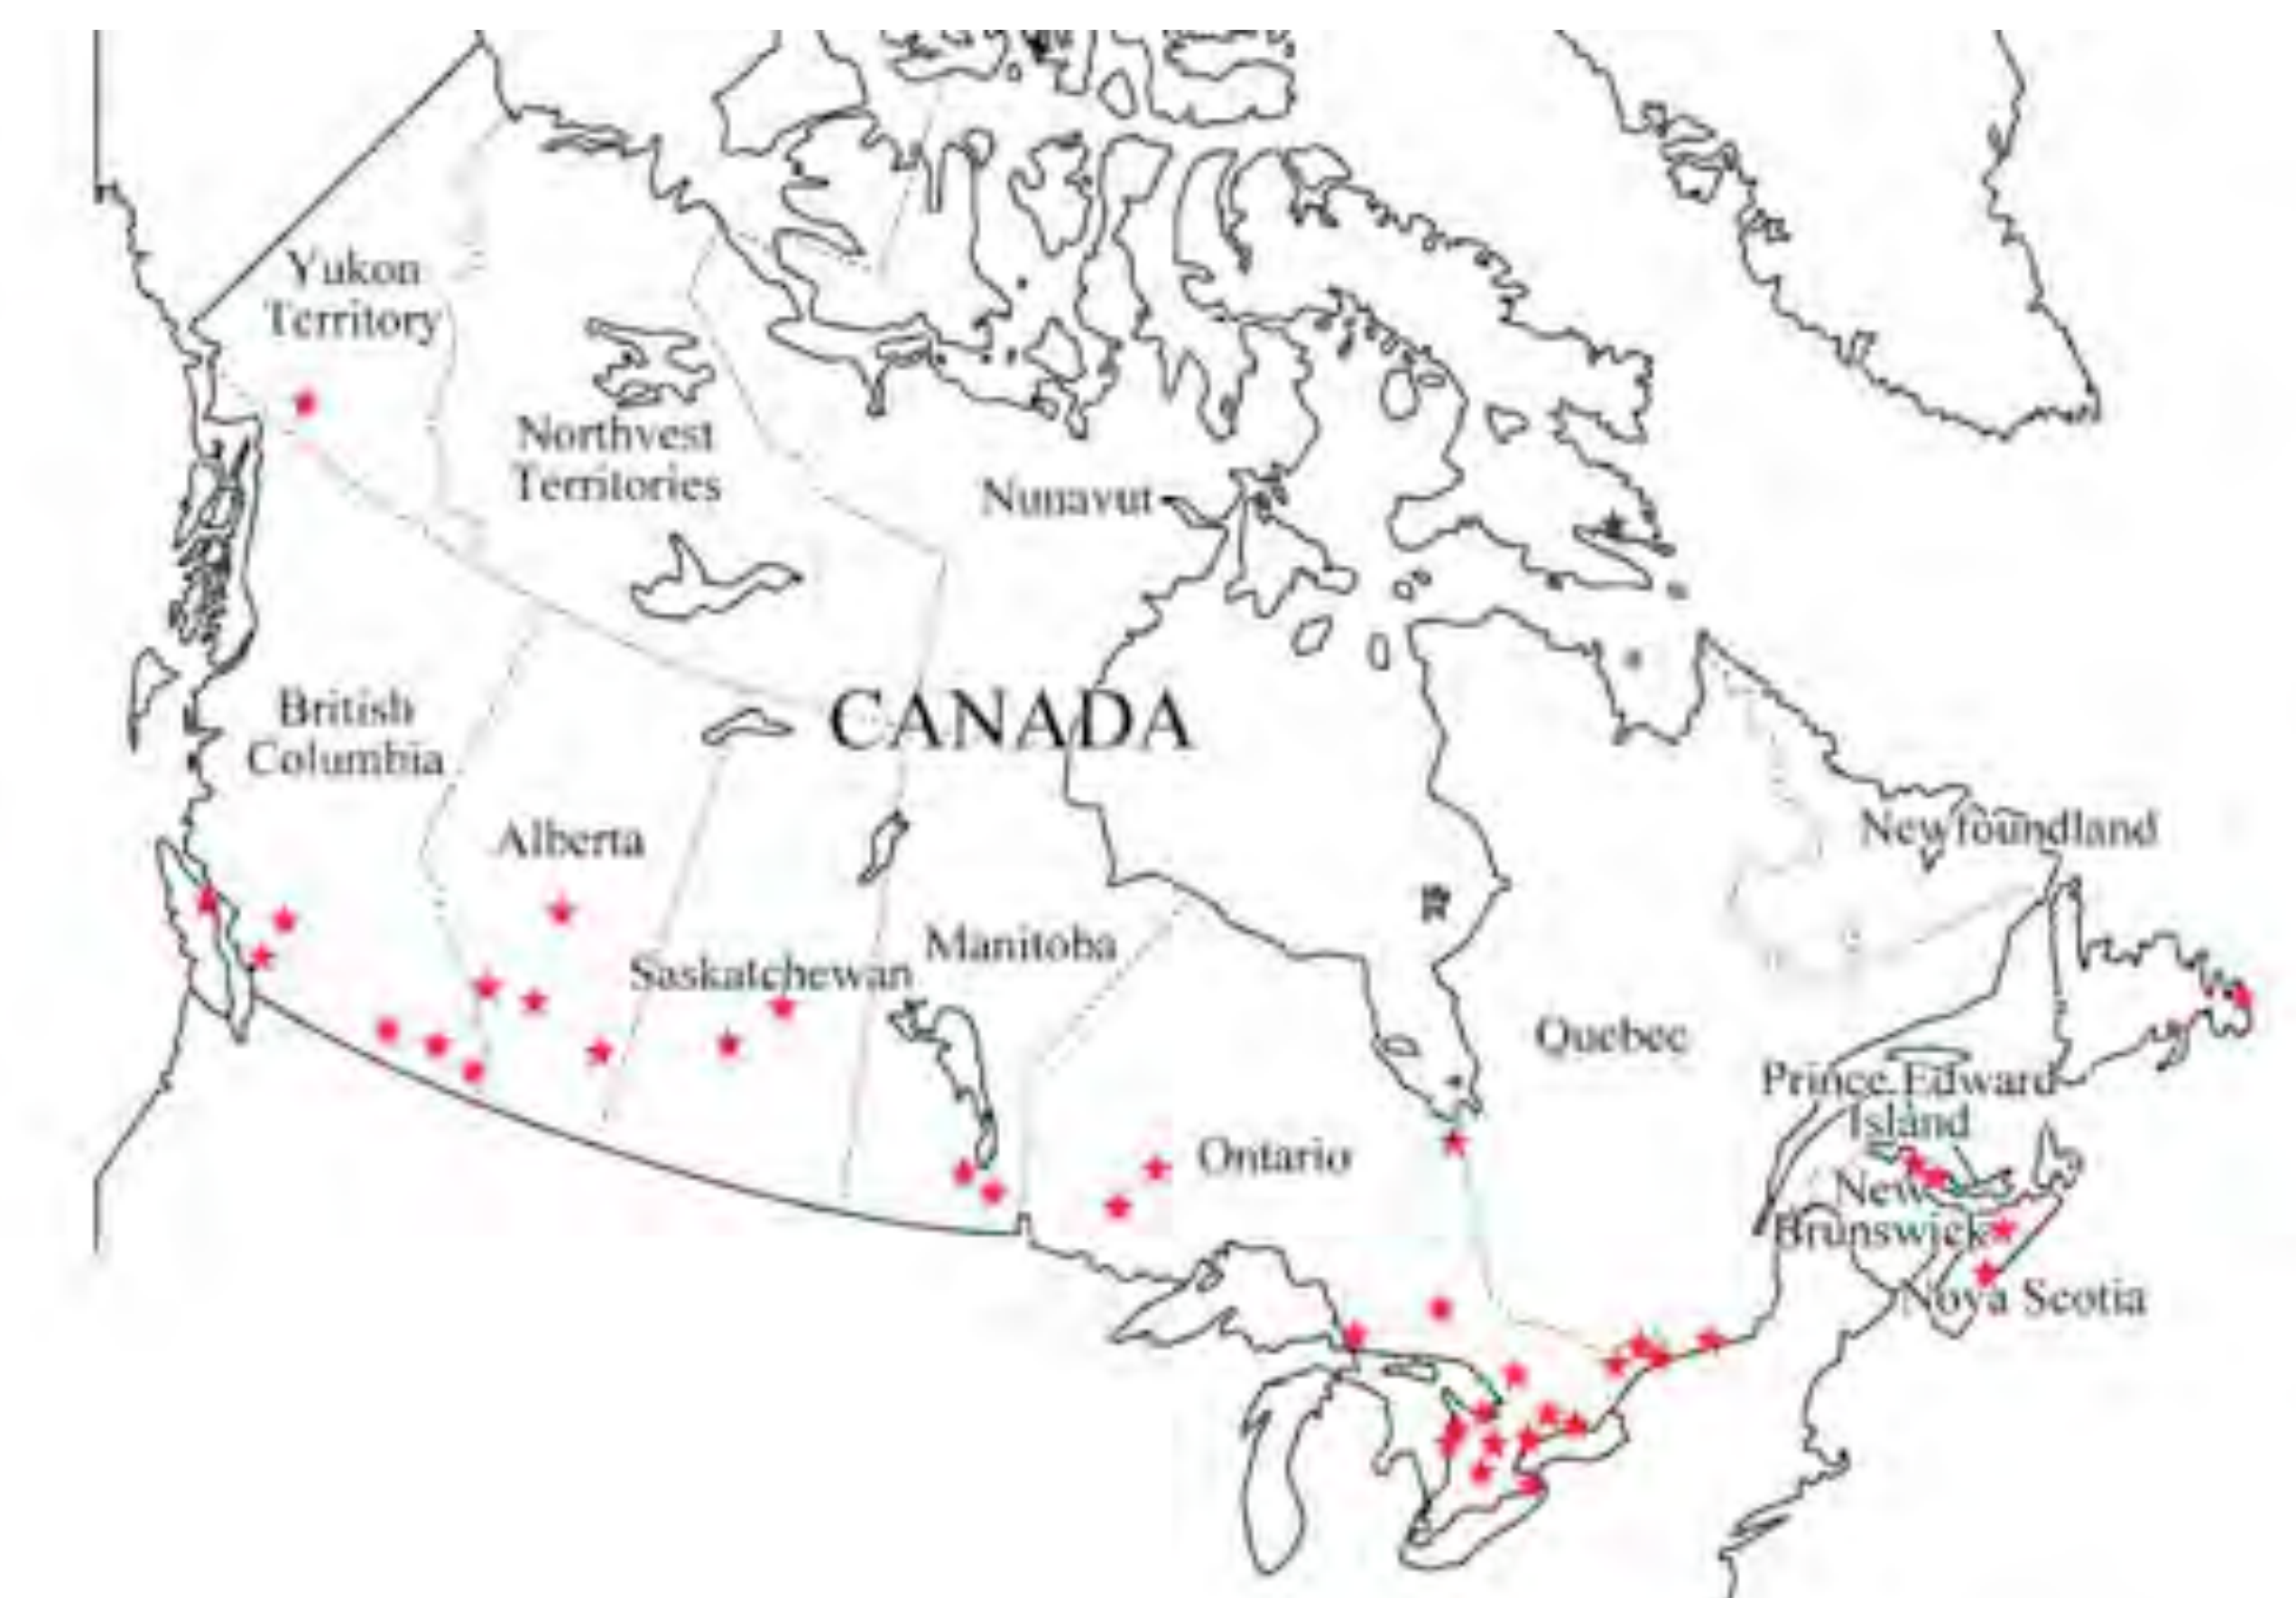 Yukon
Territory
Northvest
Territories
Nunavut
CANADA
British
Columbia
Alberta
Newfoundland
Manitoba
Saskatchewan
Quebec
Prince Edward
Island
Ontario
New
Brunswick
Nova Scotia